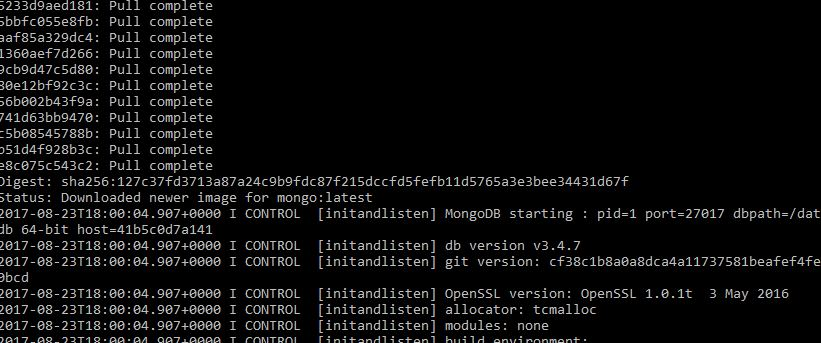 5233d9aed181: Pull complete
5bbfc055e8fb: Pull complete
aaf85a329dc4: Pull complete
1360aef7d266: Pull complete
9cb9d47c5d80: Pull complete
80e12bf92c3c: Pull complete
56b002b43f9a: Pull complete
741d63bb9470: Pull complete
c5b08545788b: Pull complete
b51d4f928b3c: Pull complete
e8c075c543c2: Pull complete
Digest: sha256:127c37fd3713a87a24c9b9fdc87f215dccfd5fefb11d5765a3e3bee34431d67f
Status: Downloaded newer image for mongo:latest
2017-08-23T18:00:04.907+0000 I CONTROL  [initandlisten] MongoDB starting : pid=1 port=27017 dbpath=/dat
db 64-bit host=41b5c0d7a141
2017-08-23T18:00:04.907+0000 I CONTROL  [initandlisten] db version v3.4.7
2017-08-23T18:00:04.907+0000 I CONTROL  [initandlisten] git version: cf38c1b8a0a8dca4a11737581beafef4fe
0bcd
2017-08-23T18:00:04.907+0000 I CONTROL  [initandlisten] OpenSSL version: OpenSSL 1.0.1t  3 May 2016
2017-08-23T18:00:04.907+0000 I CONTROL  [initandlisten] allocator: tcmalloc
2017-08-23T18:00:04.907+0000 I CONTROL  [initandlisten] modules: none
2017-08-23T18:00:04.907+0000 I CONTROL  [initandlisten] build environment: